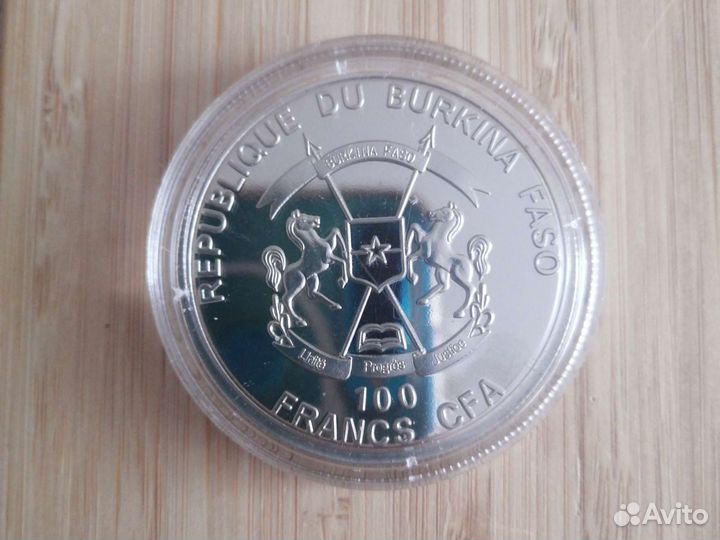 REPUBLIQUE DU BURKINA FASO
BURKINA FASO
Unité Progrès Justice
100
FRANCS CFA
Avito